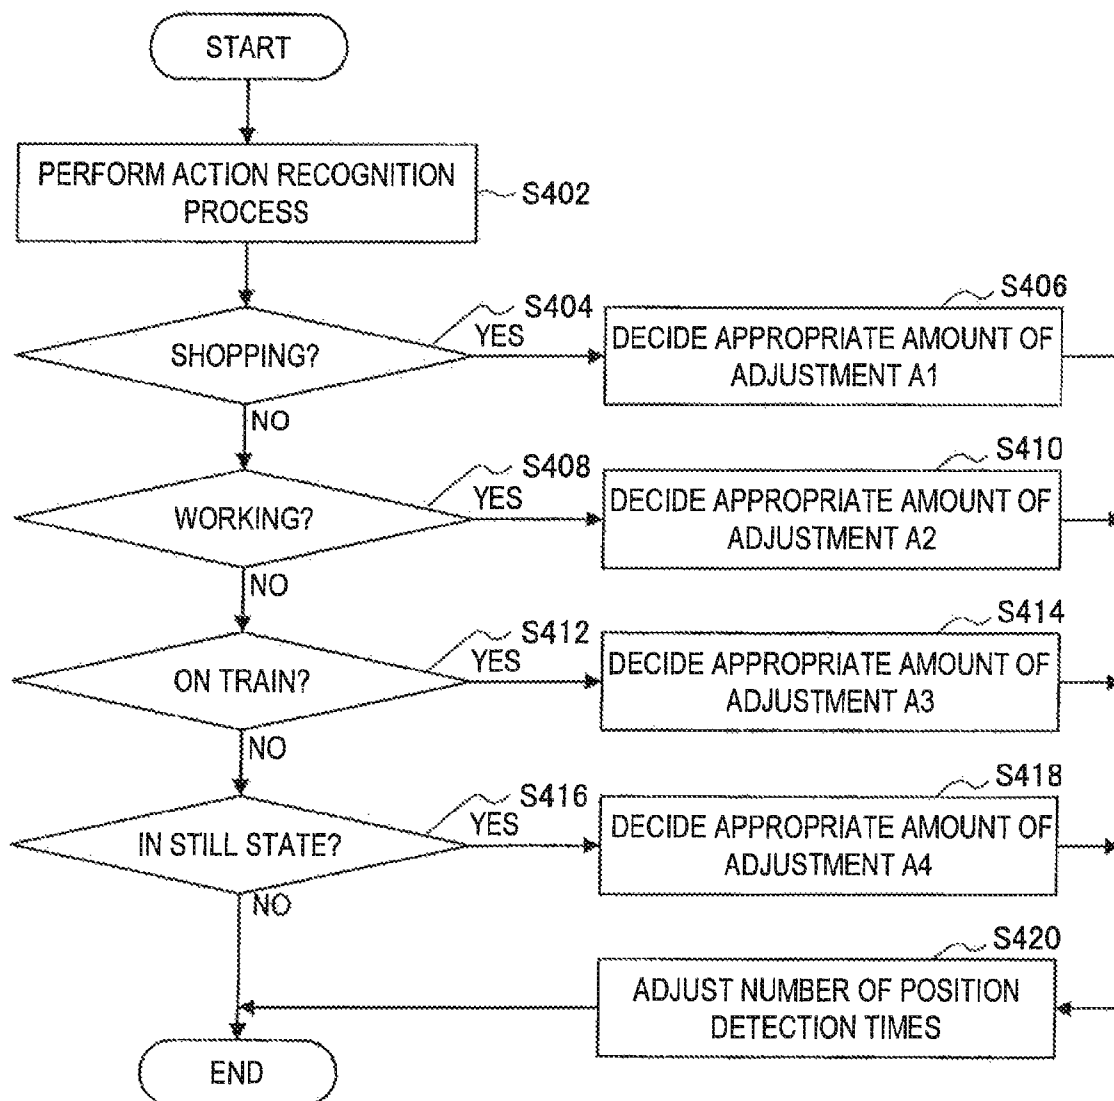 START
PERFORM ACTION RECOGNITION
PROCESS
S402
SHOPPING?
S404
YES
NO
S406
DECIDE APPROPRIATE AMOUNT OF
ADJUSTMENT A1
WORKING?
S408
YES
NO
S410
DECIDE APPROPRIATE AMOUNT OF
ADJUSTMENT A2
ON TRAIN?
S412
YES
NO
S414
DECIDE APPROPRIATE AMOUNT OF
ADJUSTMENT A3
IN STILL STATE?
S416
YES
NO
S418
DECIDE APPROPRIATE AMOUNT OF
ADJUSTMENT A4
S420
ADJUST NUMBER OF POSITION
DETECTION TIMES
END